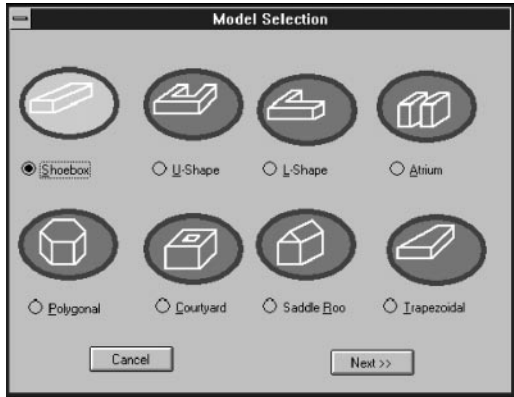 Model Selection
Shoebox
U-Shape
L-Shape
Atrium
Polygonal
Courtyard
Saddle Roo
Trapezoidal
Cancel
Next >>